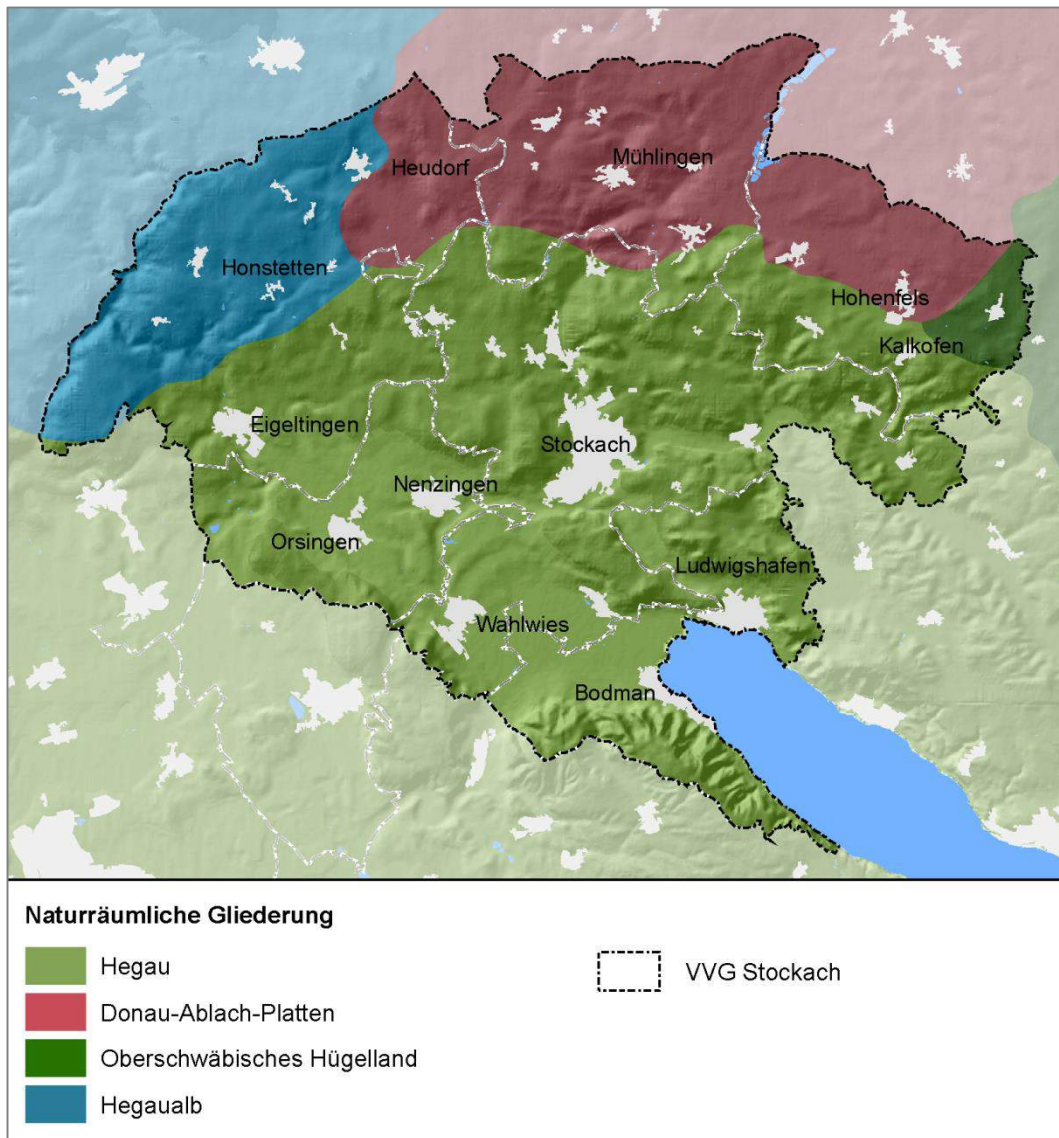 Heudorf
Mühlingen
Honstetten
Hohenfels
Kalkofen
Eigeltingen
Stockach
Nenzingen
Orsingen
Ludwigshafen
Wahlwies
Bodman
Naturräumliche Gliederung
Hegau
VVG Stockach
Donau-Ablach-Platten
Oberschwäbisches Hügelland
Hegaualb